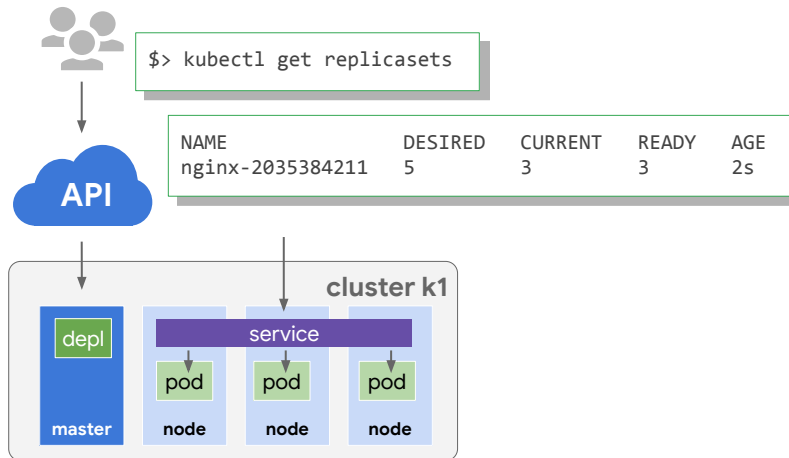 $> kubectl get replicasets
NAME DESIRED CURRENT READY AGE
nginx-2035384211 5 3 3 2s
API
cluster k1
depl
service
pod pod pod
master node node node